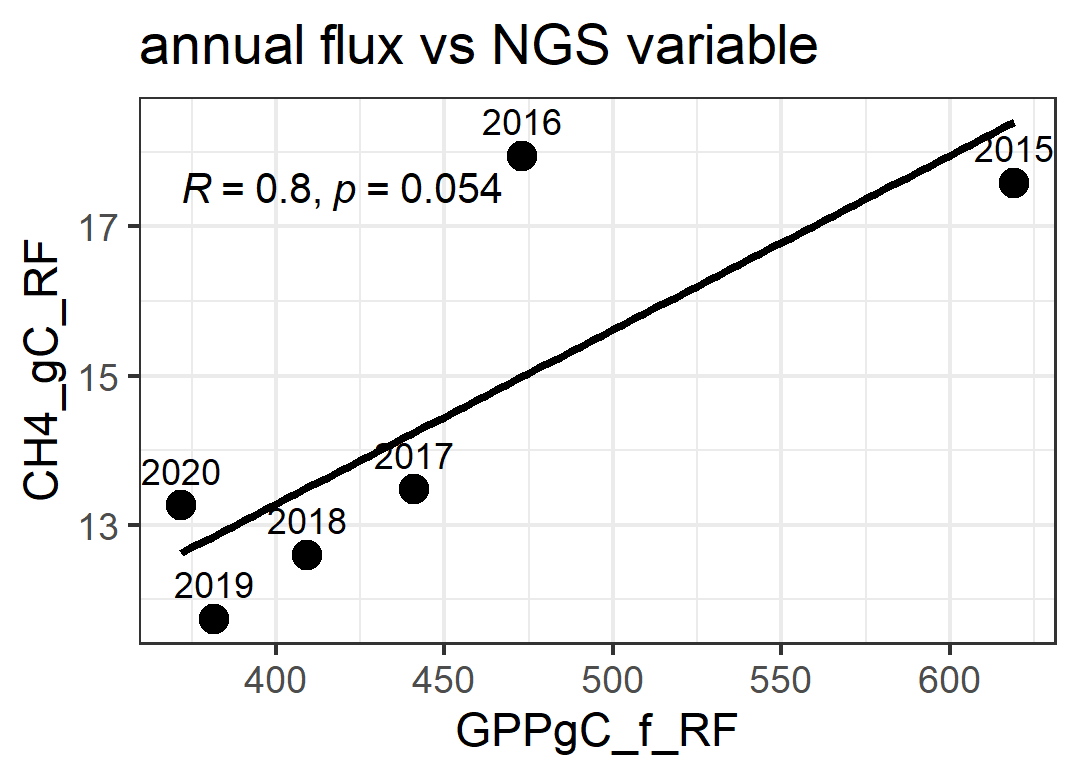 annual flux vs NGS variable
2016
2015
R = 0.8, p = 0.054
17
15
13
CH4_gC_RF
2017
2020
2018
2019
400 450 500 550 600
GPPgC_f_RF